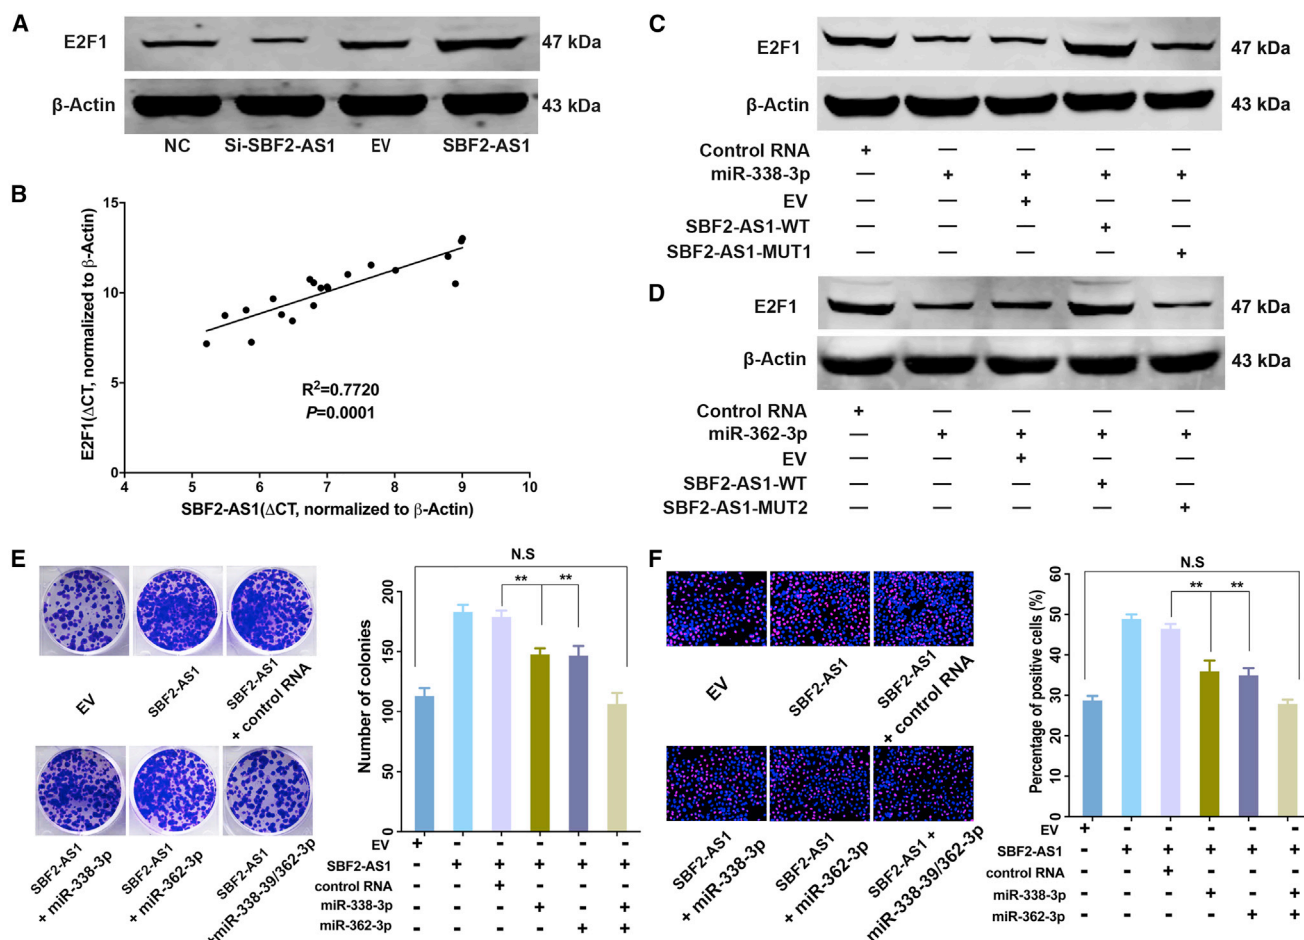 A
E2F1
47 kDa
β-Actin
43 kDa
NC Si-SBF2-AS1 EV SBF2-AS1
B
E2F1(ΔCT, normalized to β-Actin)
15
10
5
0
R²=0.7720
P=0.0001
4 5 6 7 8 9 10
SBF2-AS1(ΔCT, normalized to β-Actin)
C
E2F1
47 kDa
β-Actin
43 kDa
Control RNA + — — — —
miR-338-3p — + + + +
EV — — + — —
SBF2-AS1-WT — — — + —
SBF2-AS1-MUT1 — — — — +
D
E2F1
47 kDa
β-Actin
43 kDa
Control RNA + — — — —
miR-362-3p — + + + +
EV — — + — —
SBF2-AS1-WT — — — + —
SBF2-AS1-MUT2 — — — — +
E
EV
SBF2-AS1
SBF2-AS1
+ control RNA
SBF2-AS1
+ miR-338-3p
SBF2-AS1
+ miR-362-3p
SBF2-AS1
+miR-338-39/362-3p
N.S
** **
Number of colonies
200
150
100
50
0
EV + - - - - -
SBF2-AS1 - + + + + +
control RNA - - + - - -
miR-338-3p - - - + - +
miR-362-3p - - - - + +
F
EV
SBF2-AS1
SBF2-AS1
+ control RNA
SBF2-AS1
+ miR-338-3p
SBF2-AS1
+ miR-362-3p
SBF2-AS1 +
miR-338-39/362-3p
N.S
** **
Percentage of positive cells (%)
60
50
40
30
20
10
0
EV + - - - - -
SBF2-AS1 - + + + + +
control RNA - - + - - -
miR-338-3p - - - + - +
miR-362-3p - - - - + +